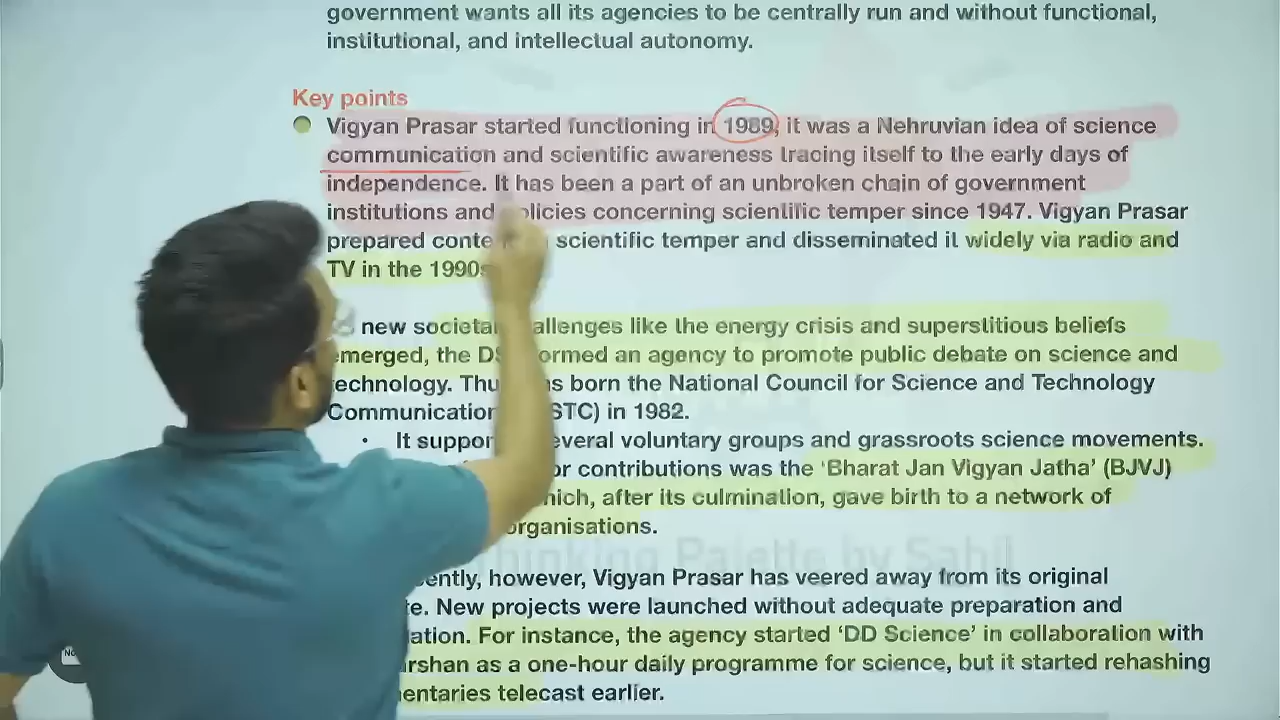 government wants all its agencies to be centrally run and without functional,
institutional, and intellectual autonomy.
Key points
Vigyan Prasar started functioning in 1989, it was a Nehruvian idea of science
communication and scientific awareness tracing itself to the early days of
independence. It has been a part of an unbroken chain of government
institutions and olicies concerning scientific temper since 1947. Vigyan Prasar
prepared conte scientific temper and disseminated it widely via radio and
TV in the 1990s
new societal allenges like the energy crisis and superstitious beliefs
emerged, the DS ormed an agency to promote public debate on science and
echnology. Thu s born the National Council for Science and Technology
Communication STC) in 1982.
• It suppor everal voluntary groups and grassroots science movements.
or contributions was the 'Bharat Jan Vigyan Jatha' (BJVJ)
hich, after its culmination, gave birth to a network of
organisations.
ently, however, Vigyan Prasar has veered away from its original
te. New projects were launched without adequate preparation and
ation. For instance, the agency started 'DD Science' in collaboration with
rshan as a one-hour daily programme for science, but it started rehashing
entaries telecast earlier.
Thinking Palette by Sahil
No